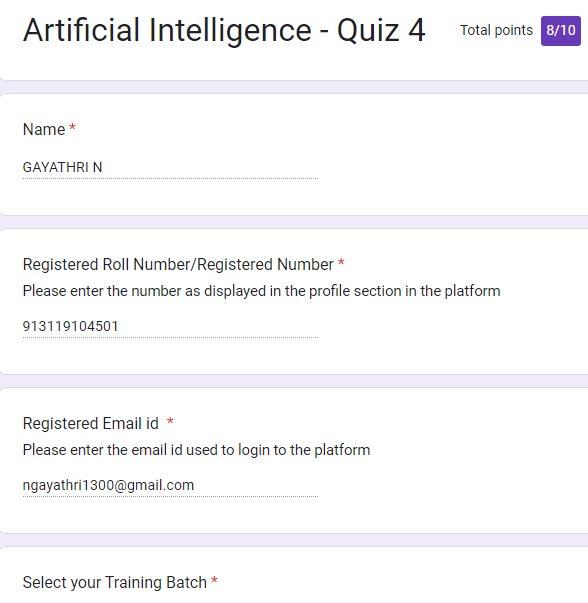 Artificial Intelligence - Quiz 4
Total points 8/10
Name *
GAYATHRI N
Registered Roll Number/Registered Number *
Please enter the number as displayed in the profile section in the platform
913119104501
Registered Email id *
Please enter the email id used to login to the platform
ngayathri1300@gmail.com
Select your Training Batch *